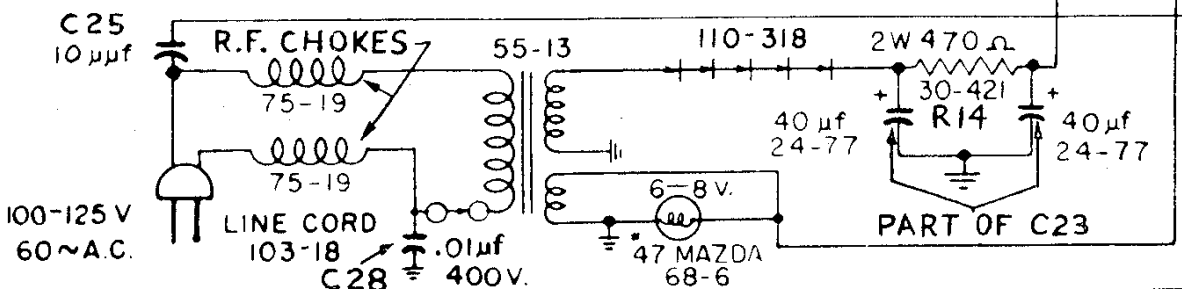 C25
10 µµf
R.F. CHOKES
75-19
75-19
55-13
110-318
2W 470 Ω
30-421
R14
+
+
40 µf
24-77
40 µf
24-77
PART OF C23
6-8 V.
*47 MAZDA
68-6
100-125 V
60~A.C.
LINE CORD
103-18
C28
.01µf
400V.